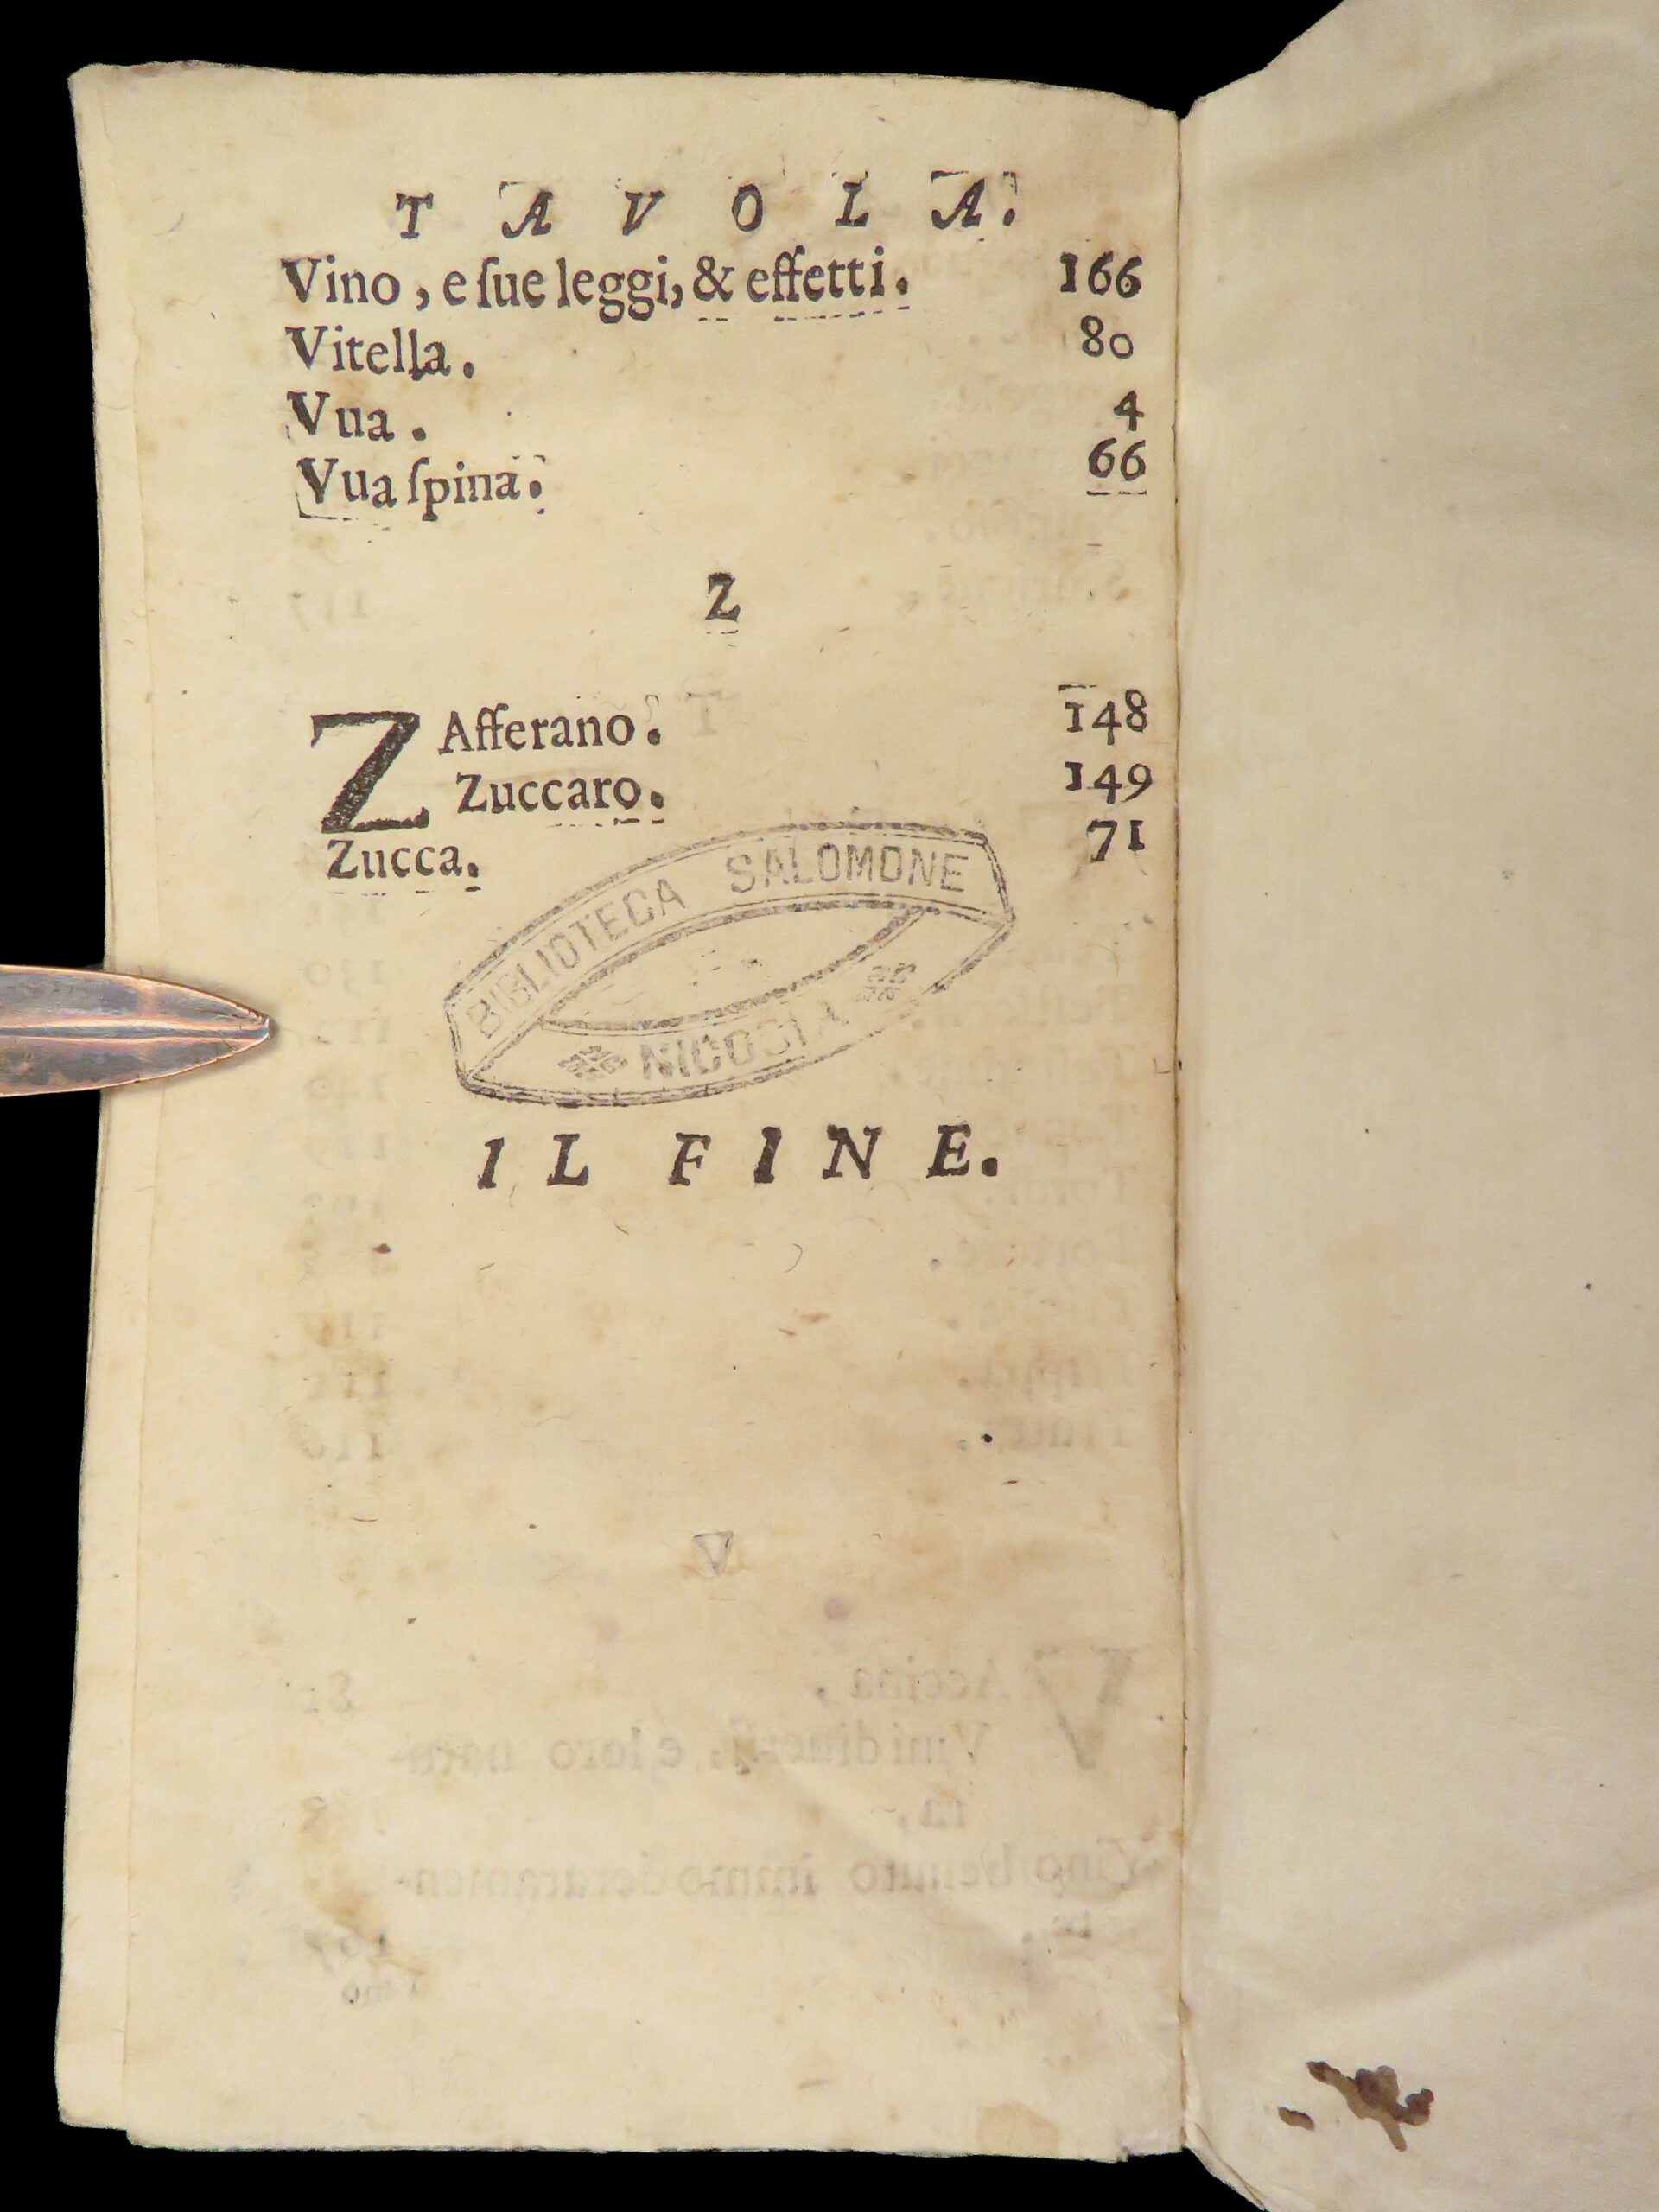 TAVOLA.
Vino, e ſue leggi, & effetti. 166
Vitella. 80
Vua. 4
Vua ſpina. 66
Z
ZAfferano. 148
Zuccaro. 149
Zucca. 71
BIBLIOTECA SALOMONE
NICOSIA
IL FINE.